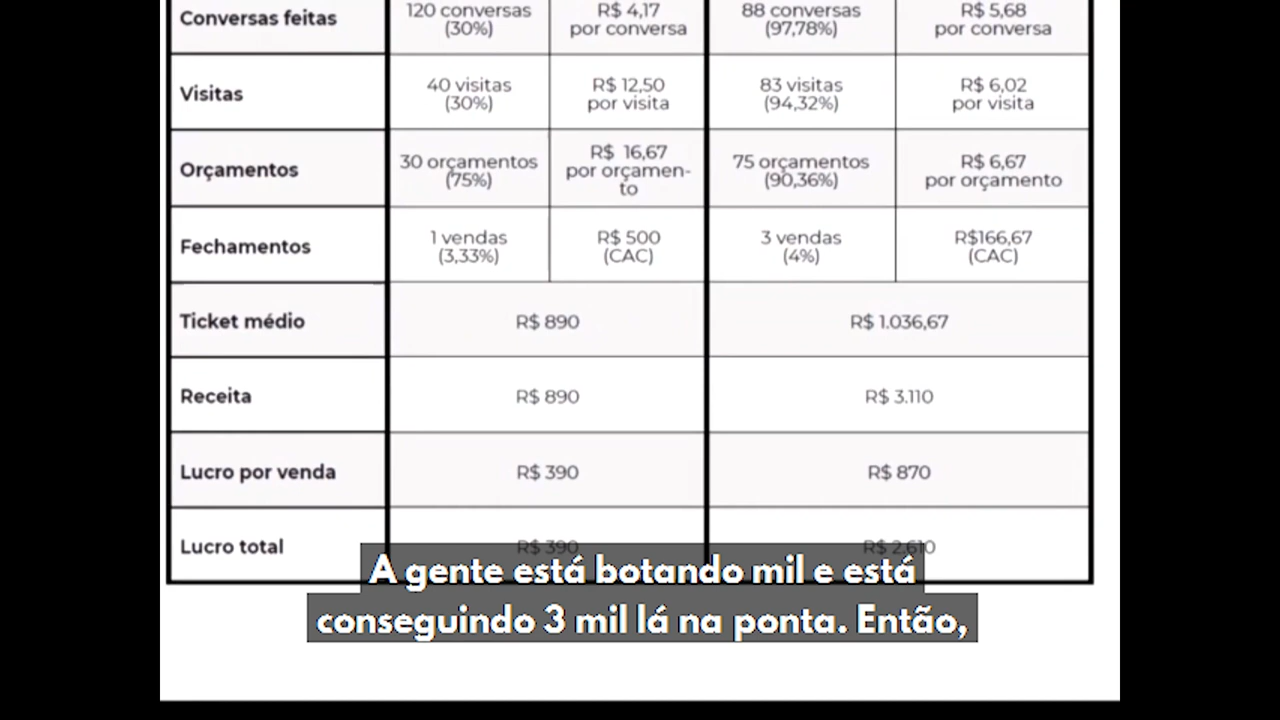 Conversas feitas
120 conversas
(30%)
R$ 4,17
por conversa
88 conversas
(97,78%)
R$ 5,68
por conversa
Visitas
40 visitas
(30%)
R$ 12,50
por visita
83 visitas
(94,32%)
R$ 6,02
por visita
Orçamentos
30 orçamentos
(75%)
R$ 16,67
por orçamen-
to
75 orçamentos
(90,36%)
R$ 6,67
por orçamento
Fechamentos
1 vendas
(3,33%)
R$ 500
(CAC)
3 vendas
(4%)
R$166,67
(CAC)
Ticket médio
R$ 890
R$ 1.036,67
Receita
R$ 890
R$ 3.110
Lucro por venda
R$ 390
R$ 870
Lucro total
R$ 390
R$ 2.610
A gente está botando mil e está
conseguindo 3 mil lá na ponta. Então,